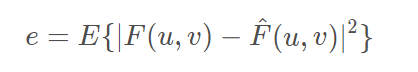 e = E{|F(u, v) − F̂(u, v)|²}